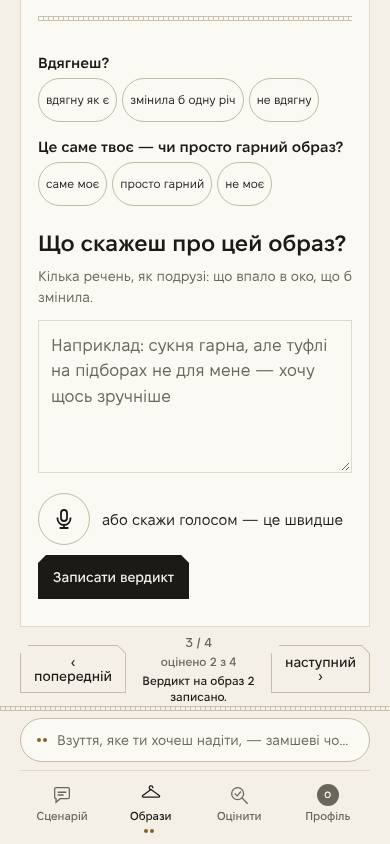 Вдягнеш?
вдягну як є
змінила б одну річ
не вдягну
Це саме твоє — чи просто гарний образ?
саме моє
просто гарний
не моє
Що скажеш про цей образ?
Кілька речень, як подрузі: що впало в око, що б
змінила.
Наприклад: сукня гарна, але туфлі
на підборах не для мене — хочу
щось зручніше
або скажи голосом — це швидше
Записати вердикт
‹
попередній
3 / 4
оцінено 2 з 4
Вердикт на образ 2
записано.
наступний
›
Взуття, яке ти хочеш надіти, — замшеві чо…
Сценарій
Образи
Оцінити
О
Профіль